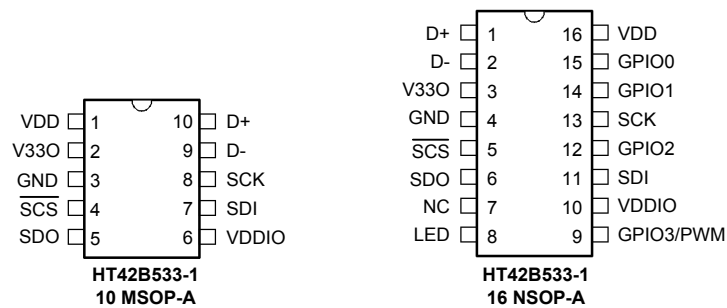 VDD 1 10 D+
V33O 2 9 D-
GND 3 8 SCK
SCS 4 7 SDI
SDO 5 6 VDDIO
HT42B533-1
10 MSOP-A
D+ 1 16 VDD
D- 2 15 GPIO0
V33O 3 14 GPIO1
GND 4 13 SCK
SCS 5 12 GPIO2
SDO 6 11 SDI
NC 7 10 VDDIO
LED 8 9 GPIO3/PWM
HT42B533-1
16 NSOP-A